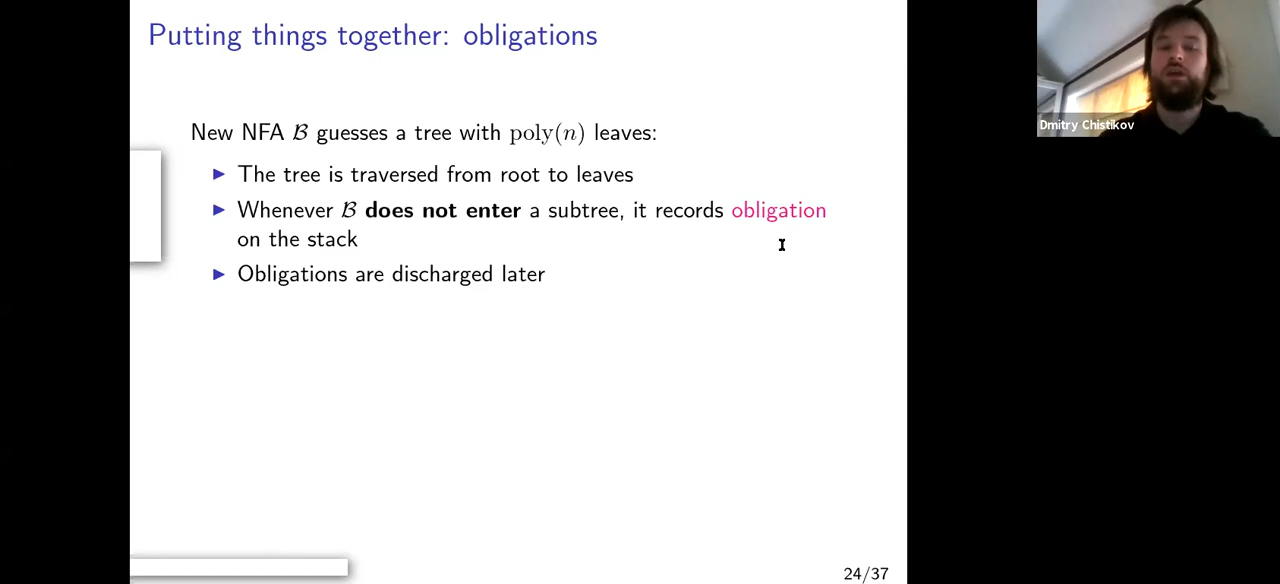 Putting things together: obligations
Dmitry Chistikov
New NFA ℬ guesses a tree with poly(n) leaves:
▶ The tree is traversed from root to leaves
▶ Whenever ℬ does not enter a subtree, it records obligation
on the stack
▶ Obligations are discharged later
24/37